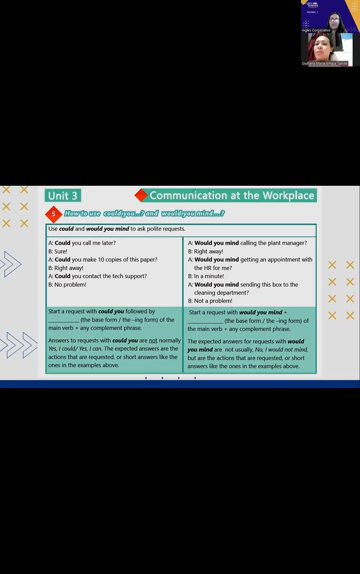 Unit 3
Communication at the Workplace
5
How to use could you...? and would you mind....?
Use could and would you mind to ask polite requests.
A: Could you call me later?
B: Sure!
A: Could you make 10 copies of this paper?
B: Right away!
A: Could you contact the tech support?
B: No problem!
A: Would you mind calling the plant manager?
B: Right away!
A: Would you mind getting an appointment with
the HR for me?
B: In a minute!
A: Would you mind sending this box to the
cleaning department?
B: Not a problem!
Start a request with could you followed by
__________ (the base form / the –ing form) of the
main verb + any complement phrase.
Answers to requests with could you are not normally
Yes, I could/ Yes, I can. The expected answers are the
actions that are requested, or short answers like the
ones in the examples above.
Start a request with would you mind +
__________ (the base form / the –ing form) of
the main verb + any complement phrase.
The expected answers for requests with would
you mind are not usually, No, I would not mind,
but are the actions that are requested, or short
answers like the ones in the examples above.